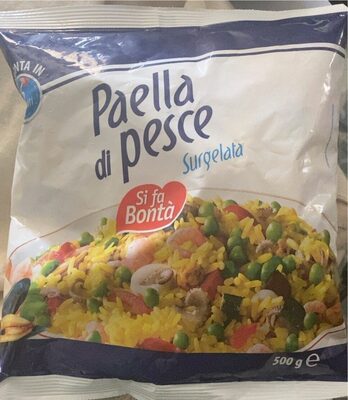 Paella
di pesce
Surgelata
Si fa
Bontà
500 g e